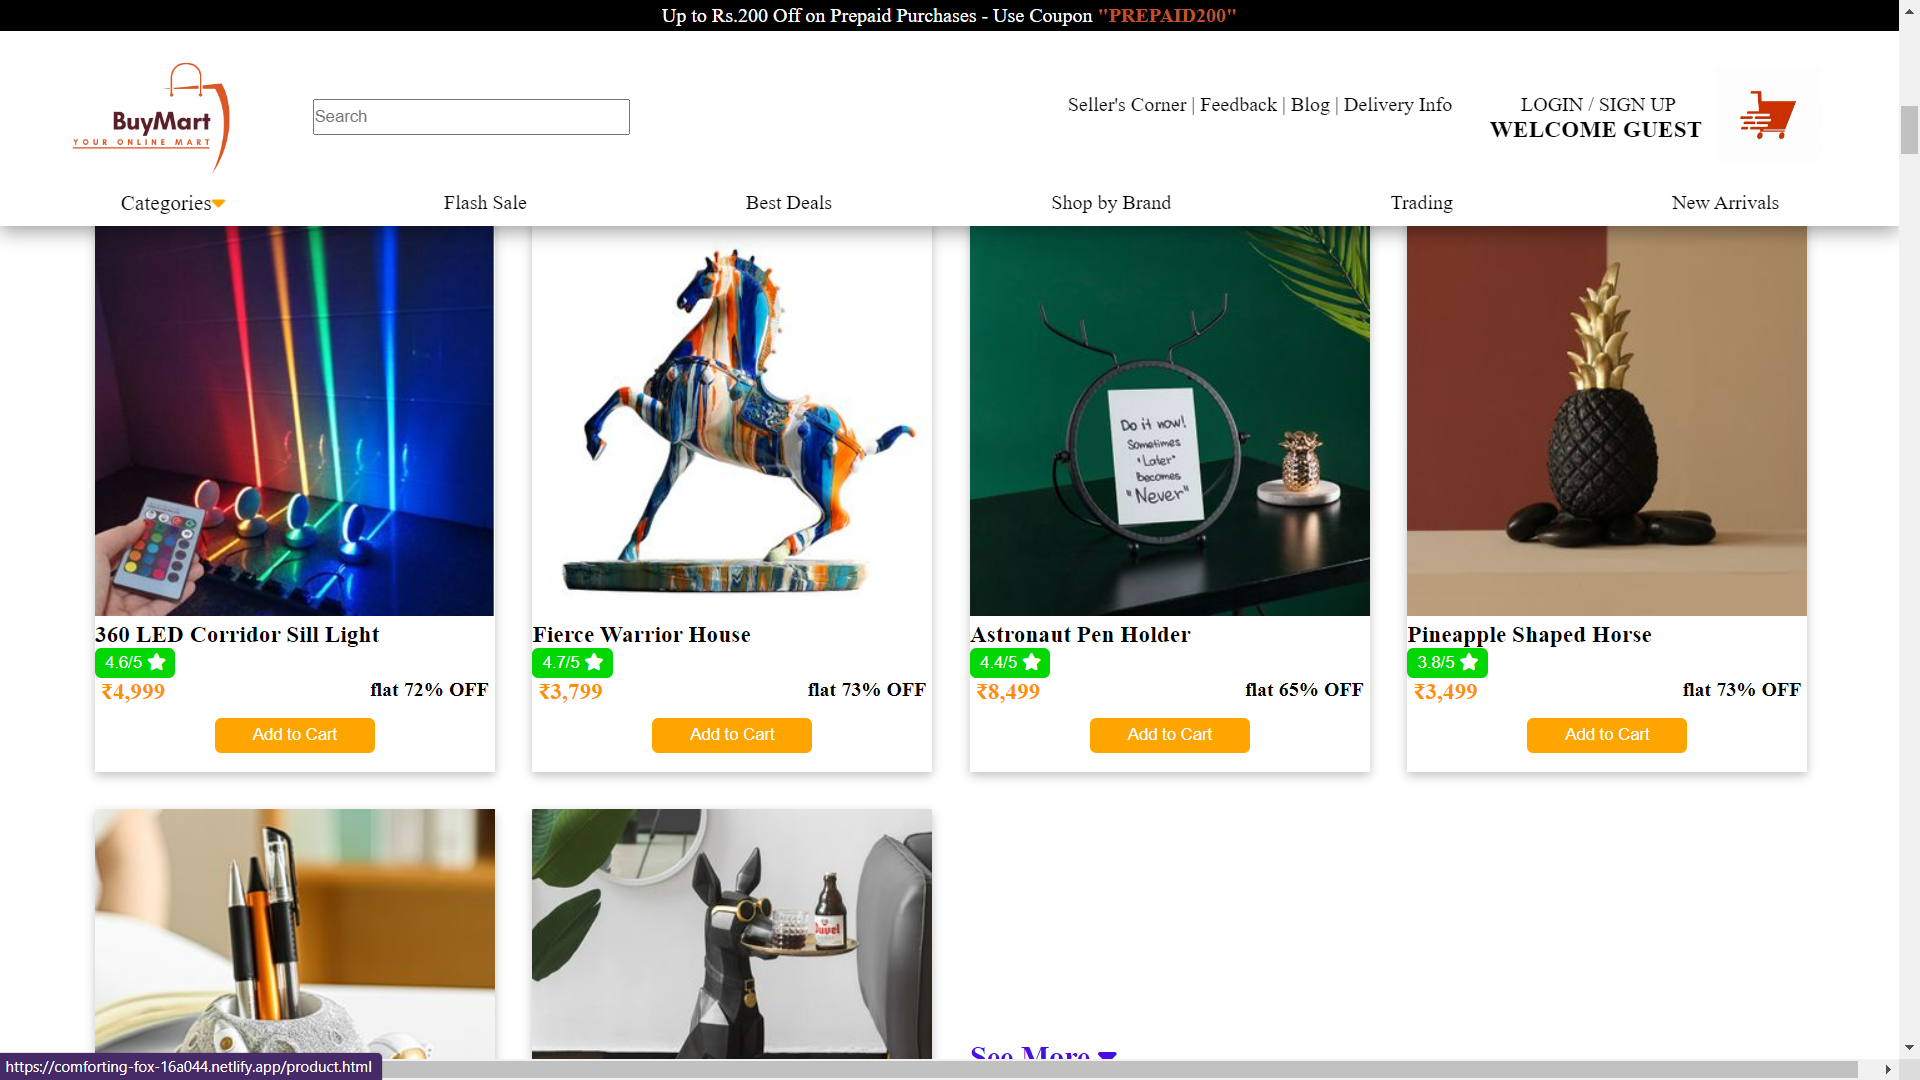 Up to Rs.200 Off on Prepaid Purchases - Use Coupon "PREPAID200"
BuyMart
YOUR ONLINE MART
Search
Seller's Corner | Feedback | Blog | Delivery Info
LOGIN / SIGN UP
WELCOME GUEST
Categories
Flash Sale
Best Deals
Shop by Brand
Trading
New Arrivals
Do it now!
Sometimes
"Later"
becomes
"Never"
360 LED Corridor Sill Light
4.6/5
₹4,999
flat 72% OFF
Add to Cart
Fierce Warrior House
4.7/5
₹3,799
flat 73% OFF
Add to Cart
Astronaut Pen Holder
4.4/5
₹8,499
flat 65% OFF
Add to Cart
Pineapple Shaped Horse
3.8/5
₹3,499
flat 73% OFF
Add to Cart
Duvel
See More
https://comforting-fox-16a044.netlify.app/product.html